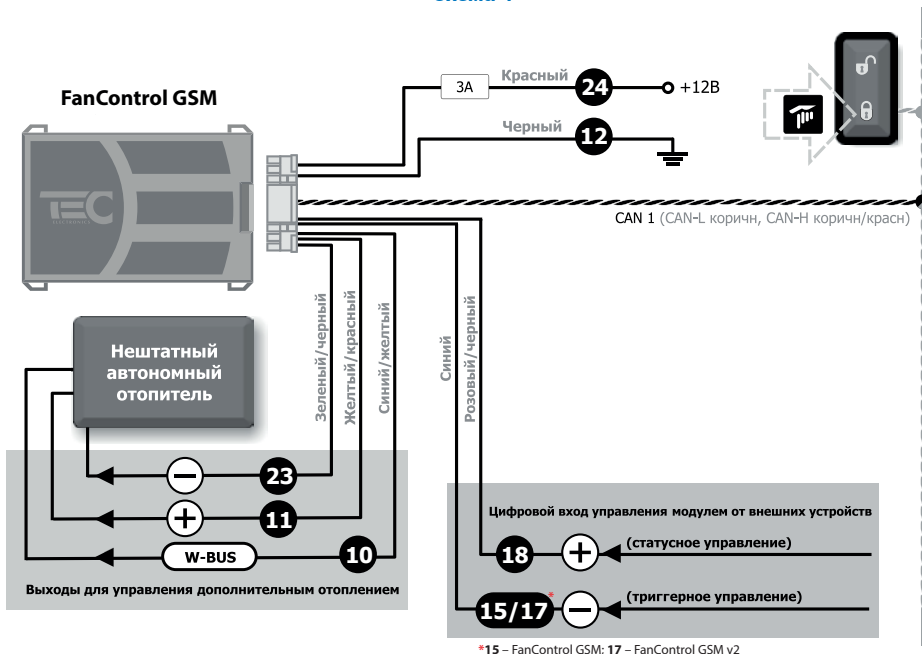 FanControl GSM
TEC
3А
Красный
24
+12В
Черный
12
CAN 1 (CAN-L коричн, CAN-H коричн/красн)
Нештатный
автономный
отопитель
Зеленый/черный
Желтый/красный
Синий/желтый
Синий
Розовый/черный
23
11
W-BUS
10
Выходы для управления дополнительным отоплением
Цифровой вход управления модулем от внешних устройств
18
(статусное управление)
15/17*
(триггерное управление)
*15 – FanControl GSM; 17 – FanControl GSM v2